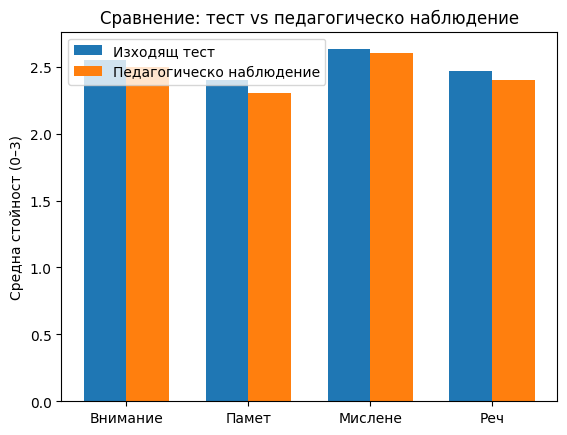 Сравнение: тест vs педагогическо наблюдение
Изходящ тест
Педагогическо наблюдение
Средна стойност (0–3)
2.5
2.0
1.5
1.0
0.5
0.0
Внимание Памет Мислене Реч